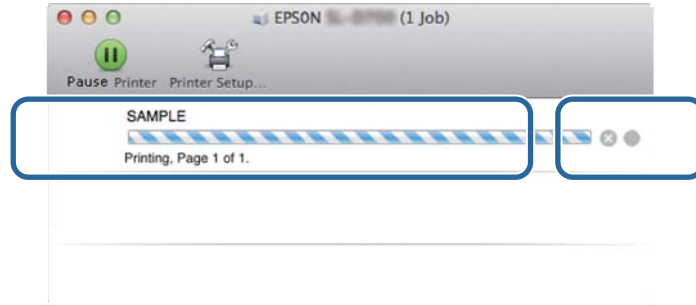 EPSON (1 Job)
Pause Printer Printer Setup...
SAMPLE
Printing, Page 1 of 1.